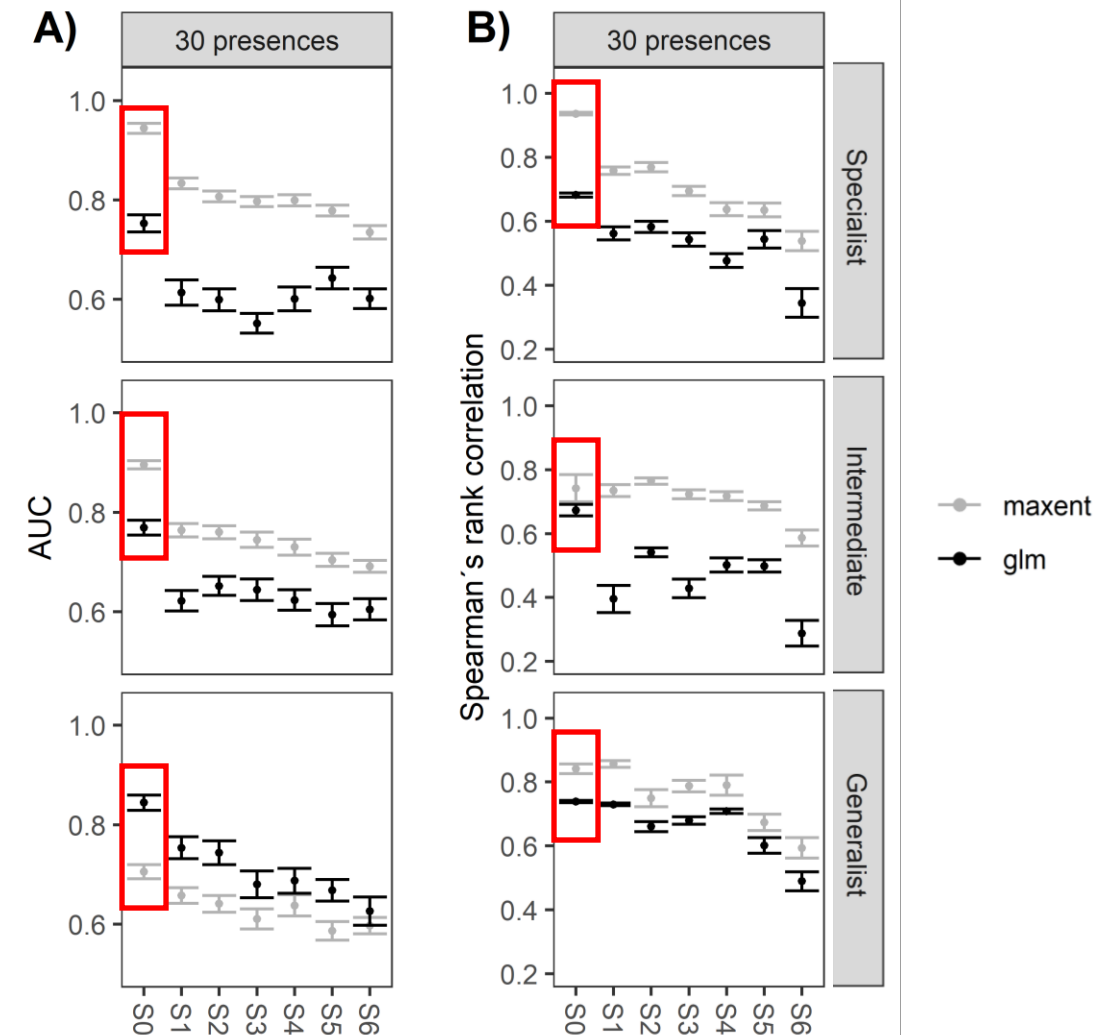 A)
30 presences
AUC
1.0
0.8
0.6
1.0
0.8
0.6
1.0
0.8
0.6
S0 S1 S2 S3 S4 S5 S6
B)
30 presences
Spearman´s rank correlation
1.0
0.8
0.6
0.4
0.2
Specialist
1.0
0.8
0.6
0.4
0.2
Intermediate
1.0
0.8
0.6
0.4
0.2
Generalist
S0 S1 S2 S3 S4 S5 S6
maxent
glm